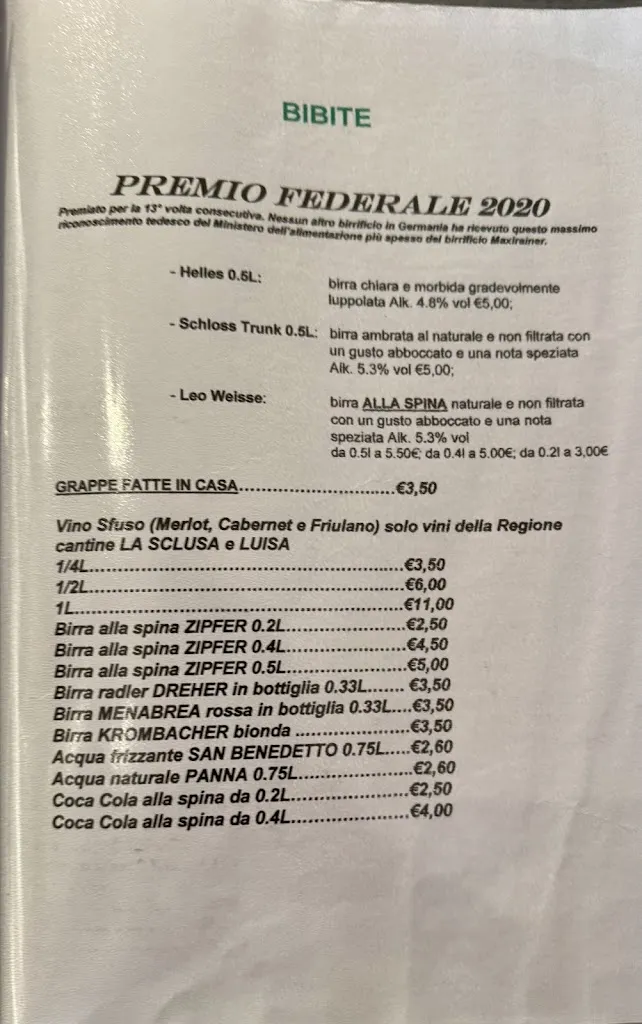 BIBITE
PREMIO FEDERALE 2020
Premiato per la 13° volta consecutiva. Nessun altro birrificio in Germania ha ricevuto questo massimo
riconoscimento tedesco del Ministero dell'alimentazione più spesso del birrificio Maxlrainer.
- Helles 0.5L:
birra chiara e morbida gradevolmente
luppolata Alk. 4.8% vol €5,00;
- Schloss Trunk 0.5L:
birra ambrata al naturale e non filtrata con
un gusto abboccato e una nota speziata
Alk. 5.3% vol €5,00;
- Leo Weisse:
birra ALLA SPINA naturale e non filtrata
con un gusto abboccato e una nota
speziata Alk. 5.3% vol
da 0.5l a 5.50€; da 0.4l a 5.00€; da 0.2l a 3,00€
GRAPPE FATTE IN CASA..............................€3,50
Vino Sfuso (Merlot, Cabernet e Friulano) solo vini della Regione
cantine LA SCLUSA e LUISA
1/4L............................................................€3,50
1/2L............................................................€6,00
1L...............................................................€11,00
Birra alla spina ZIPFER 0.2L.......................€2,50
Birra alla spina ZIPFER 0.4L.......................€4,50
Birra alla spina ZIPFER 0.5L.......................€5,00
Birra radler DREHER in bottiglia 0.33L....... €3,50
Birra MENABREA rossa in bottiglia 0.33L....€3,50
Birra KROMBACHER bionda .....................€3,50
Acqua frizzante SAN BENEDETTO 0.75L.....€2,60
Acqua naturale PANNA 0.75L.....................€2,60
Coca Cola alla spina da 0.2L......................€2,50
Coca Cola alla spina da 0.4L......................€4,00